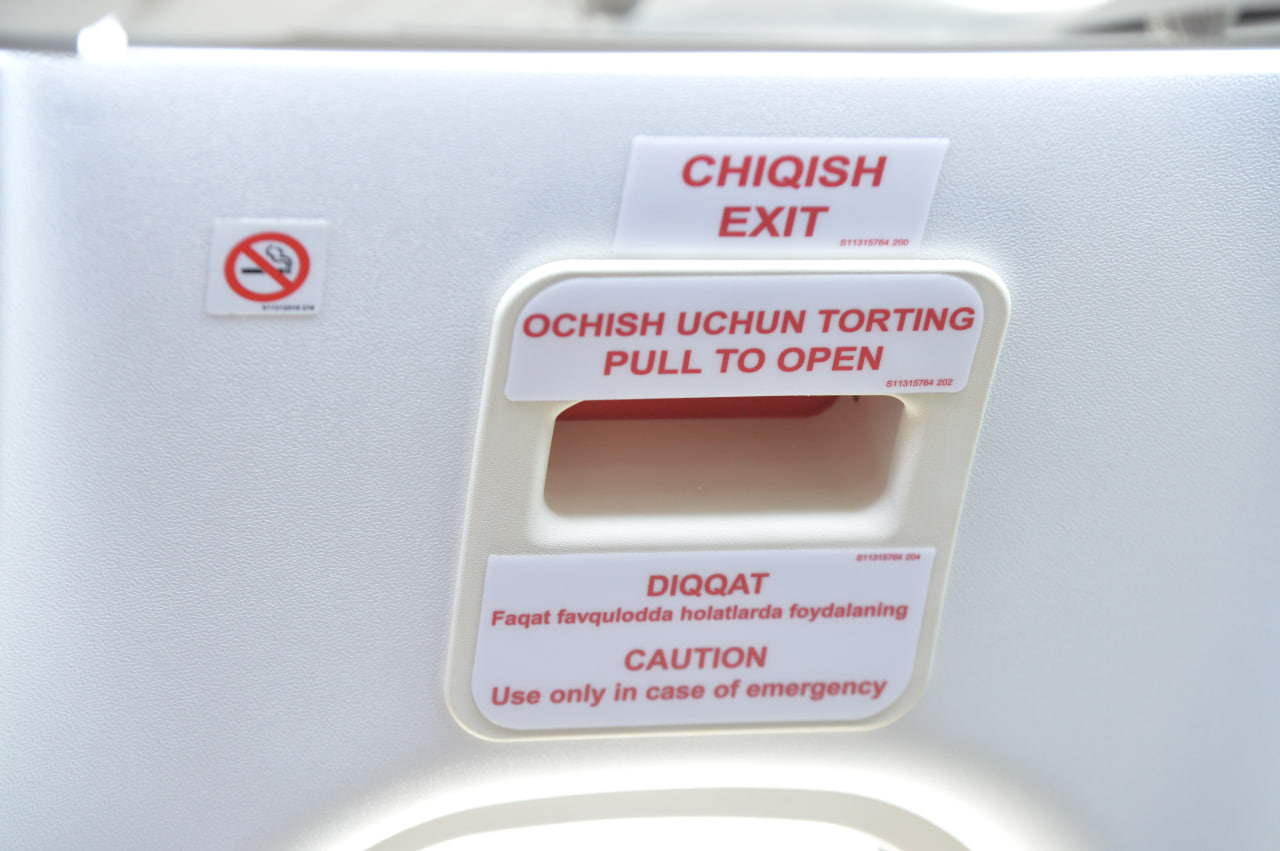 CHIQISH
EXIT
S11315764 200
OCHISH UCHUN TORTING
PULL TO OPEN
S11315764 202
S11315764 204
DIQQAT
Faqat favqulodda holatlarda foydalaning
CAUTION
Use only in case of emergency